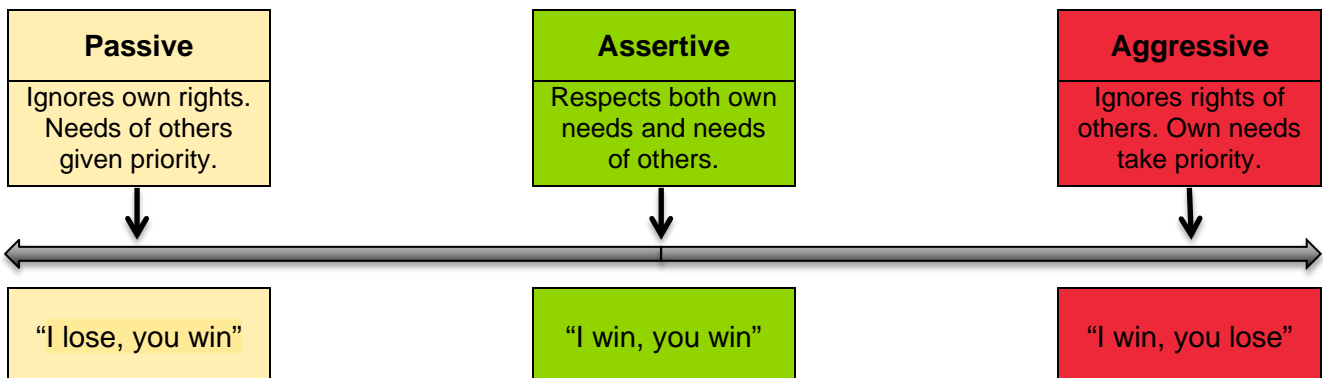 Passive
Ignores own rights.
Needs of others
given priority.
Assertive
Respects both own
needs and needs
of others.
Aggressive
Ignores rights of
others. Own needs
take priority.
“I lose, you win”
“I win, you win”
“I win, you lose”